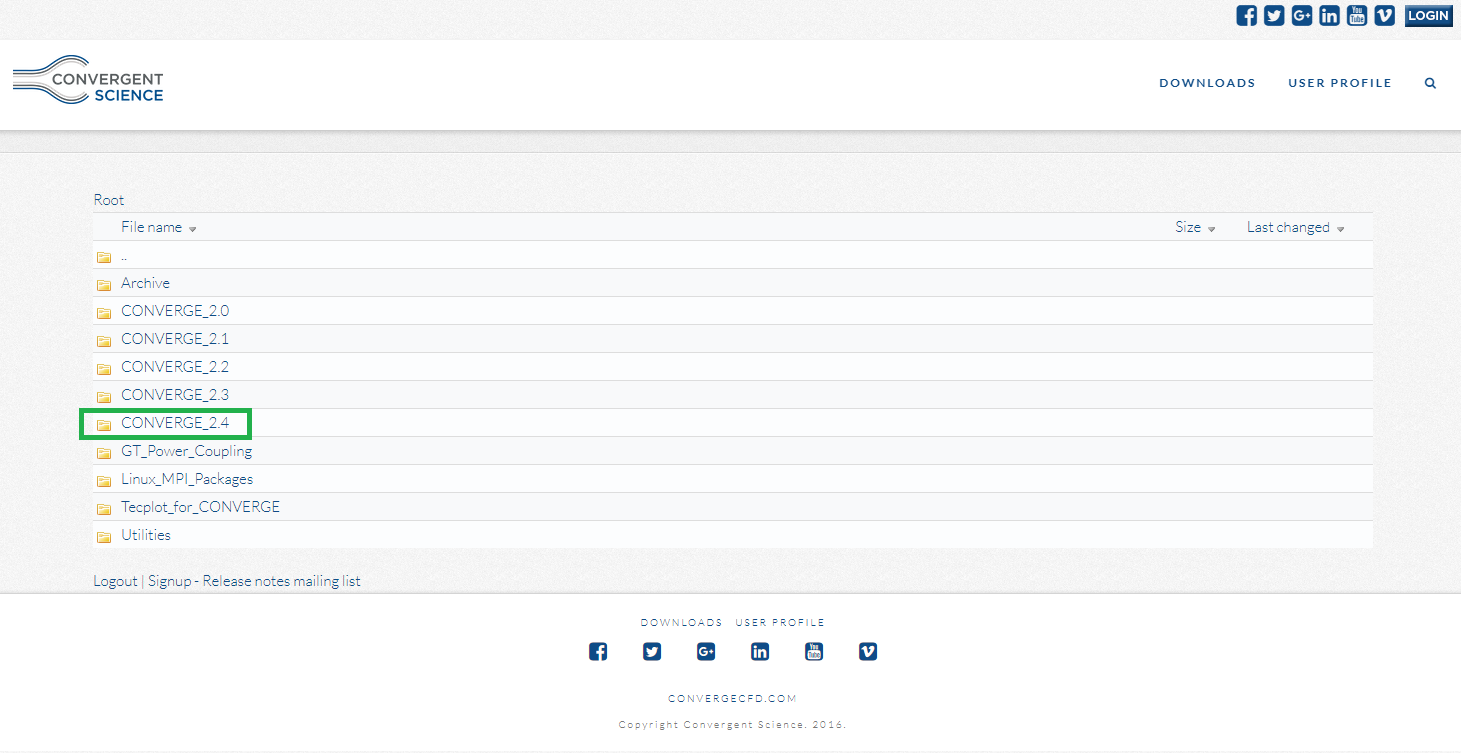 LOGIN
CONVERGENT
SCIENCE
DOWNLOADS USER PROFILE
Root
File name Size Last changed
..
Archive
CONVERGE_2.0
CONVERGE_2.1
CONVERGE_2.2
CONVERGE_2.3
CONVERGE_2.4
GT_Power_Coupling
Linux_MPI_Packages
Tecplot_for_CONVERGE
Utilities
Logout | Signup - Release notes mailing list
DOWNLOADS USER PROFILE
CONVERGECFD.COM
Copyright Convergent Science. 2016.